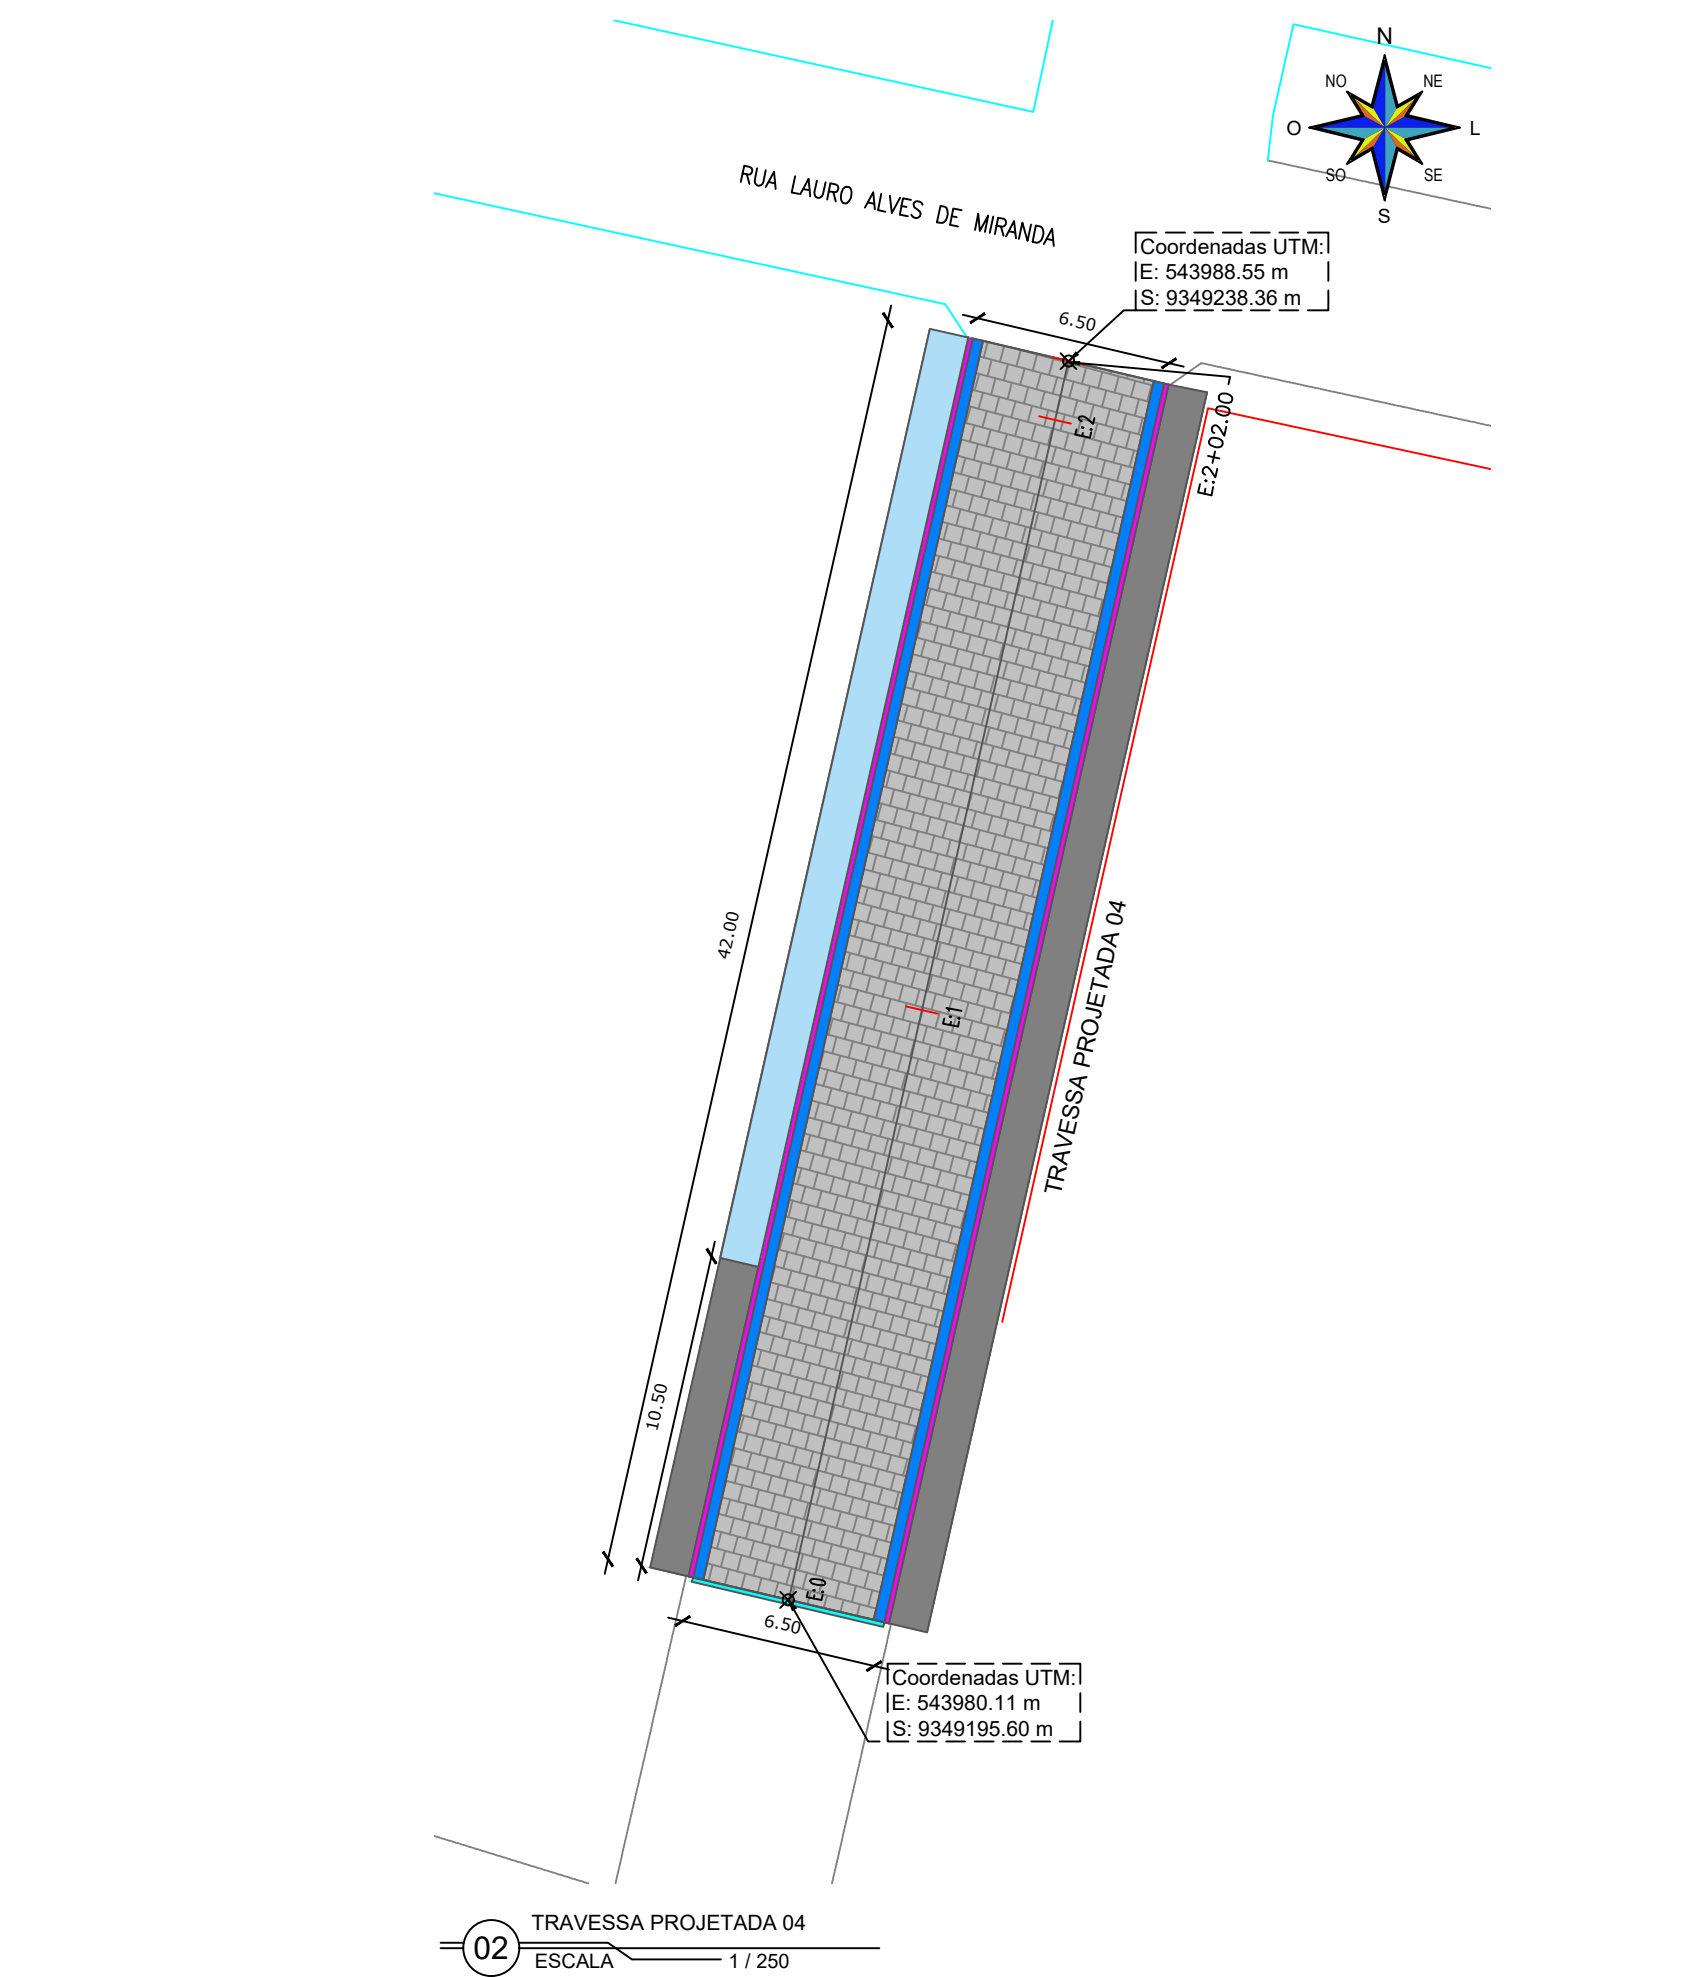 N
NO
NE
O
L
SO
SE
S
RUA LAURO ALVES DE MIRANDA
Coordenadas UTM:
E: 543988.55 m
S: 9349238.36 m
6.50
E:2
E:2+02.00
42.00
TRAVESSA PROJETADA 04
E:1
10.50
E:0
6.50
Coordenadas UTM:
E: 543980.11 m
S: 9349195.60 m
02
TRAVESSA PROJETADA 04
ESCALA
1 / 250